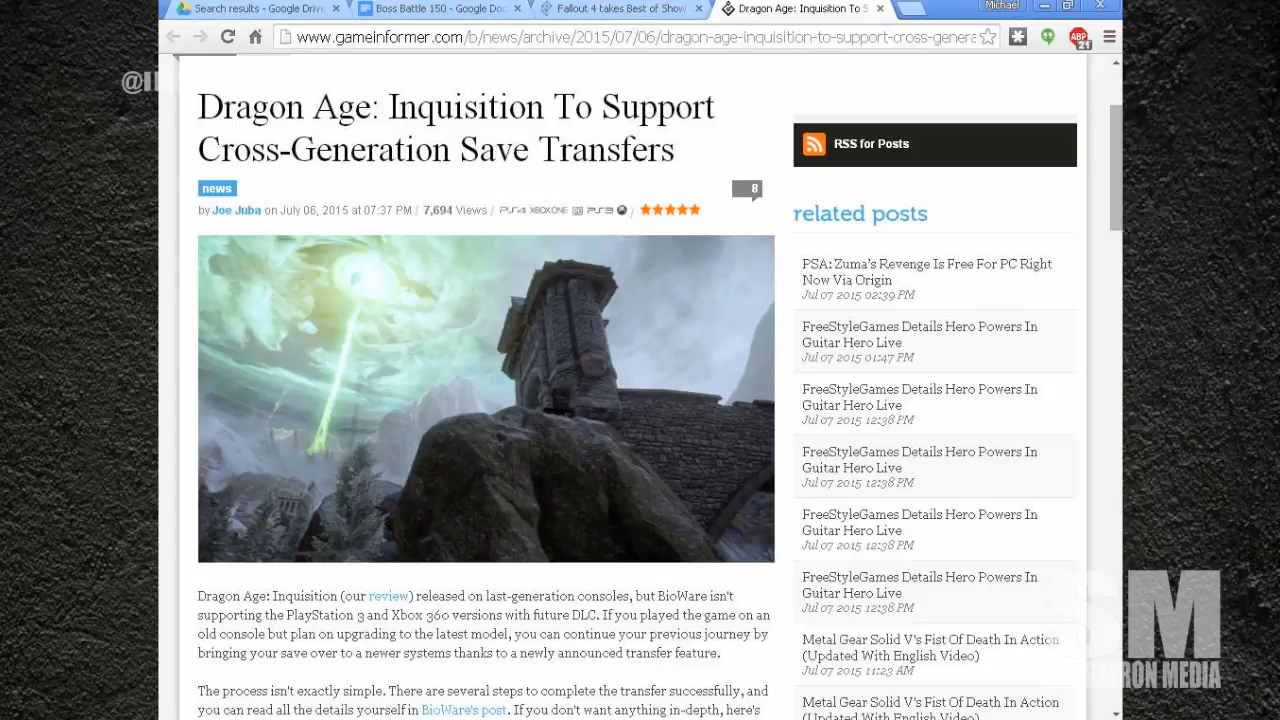 Search results - Google Drive
Boss Battle 150 - Google Doc
Fallout 4 takes Best of Show
Dragon Age: Inquisition To S
Michael
www.gameinformer.com/b/news/archive/2015/07/06/dragon-age-inquisition-to-support-cross-genera
ABP
21
Dragon Age: Inquisition To Support
Cross-Generation Save Transfers
news
8
by Joe Juba on July 06, 2015 at 07:37 PM / 7,694 Views / PS4 XBOXONE PS3 /
RSS for Posts
related posts
PSA: Zuma's Revenge Is Free For PC Right
Now Via Origin
Jul 07 2015 02:39 PM
FreeStyleGames Details Hero Powers In
Guitar Hero Live
Jul 07 2015 01:47 PM
FreeStyleGames Details Hero Powers In
Guitar Hero Live
Jul 07 2015 12:38 PM
FreeStyleGames Details Hero Powers In
Guitar Hero Live
Jul 07 2015 12:38 PM
FreeStyleGames Details Hero Powers In
Guitar Hero Live
Jul 07 2015 12:38 PM
FreeStyleGames Details Hero Powers In
Guitar Hero Live
Jul 07 2015 12:38 PM
Metal Gear Solid V's Fist Of Death In Action
(Updated With English Video)
Jul 07 2015 11:23 AM
Metal Gear Solid V's Fist Of Death In Action
(Updated With English Video)
Dragon Age: Inquisition (our review) released on last-generation consoles, but BioWare isn't
supporting the PlayStation 3 and Xbox 360 versions with future DLC. If you played the game on an
old console but plan on upgrading to the latest model, you can continue your previous journey by
bringing your save over to a newer systems thanks to a newly announced transfer feature.
The process isn't exactly simple. There are several steps to complete the transfer successfully, and
you can read all the details yourself in BioWare's post. If you don't want anything in-depth, here's
SM
MEDIA